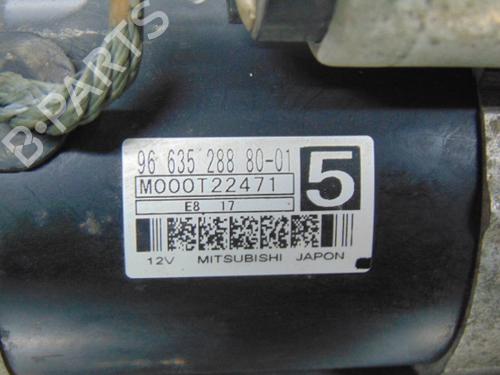 B-PARTS
96 635 288 80-01
M000T22471
5
E8 17
12V MITSUBISHI JAPON